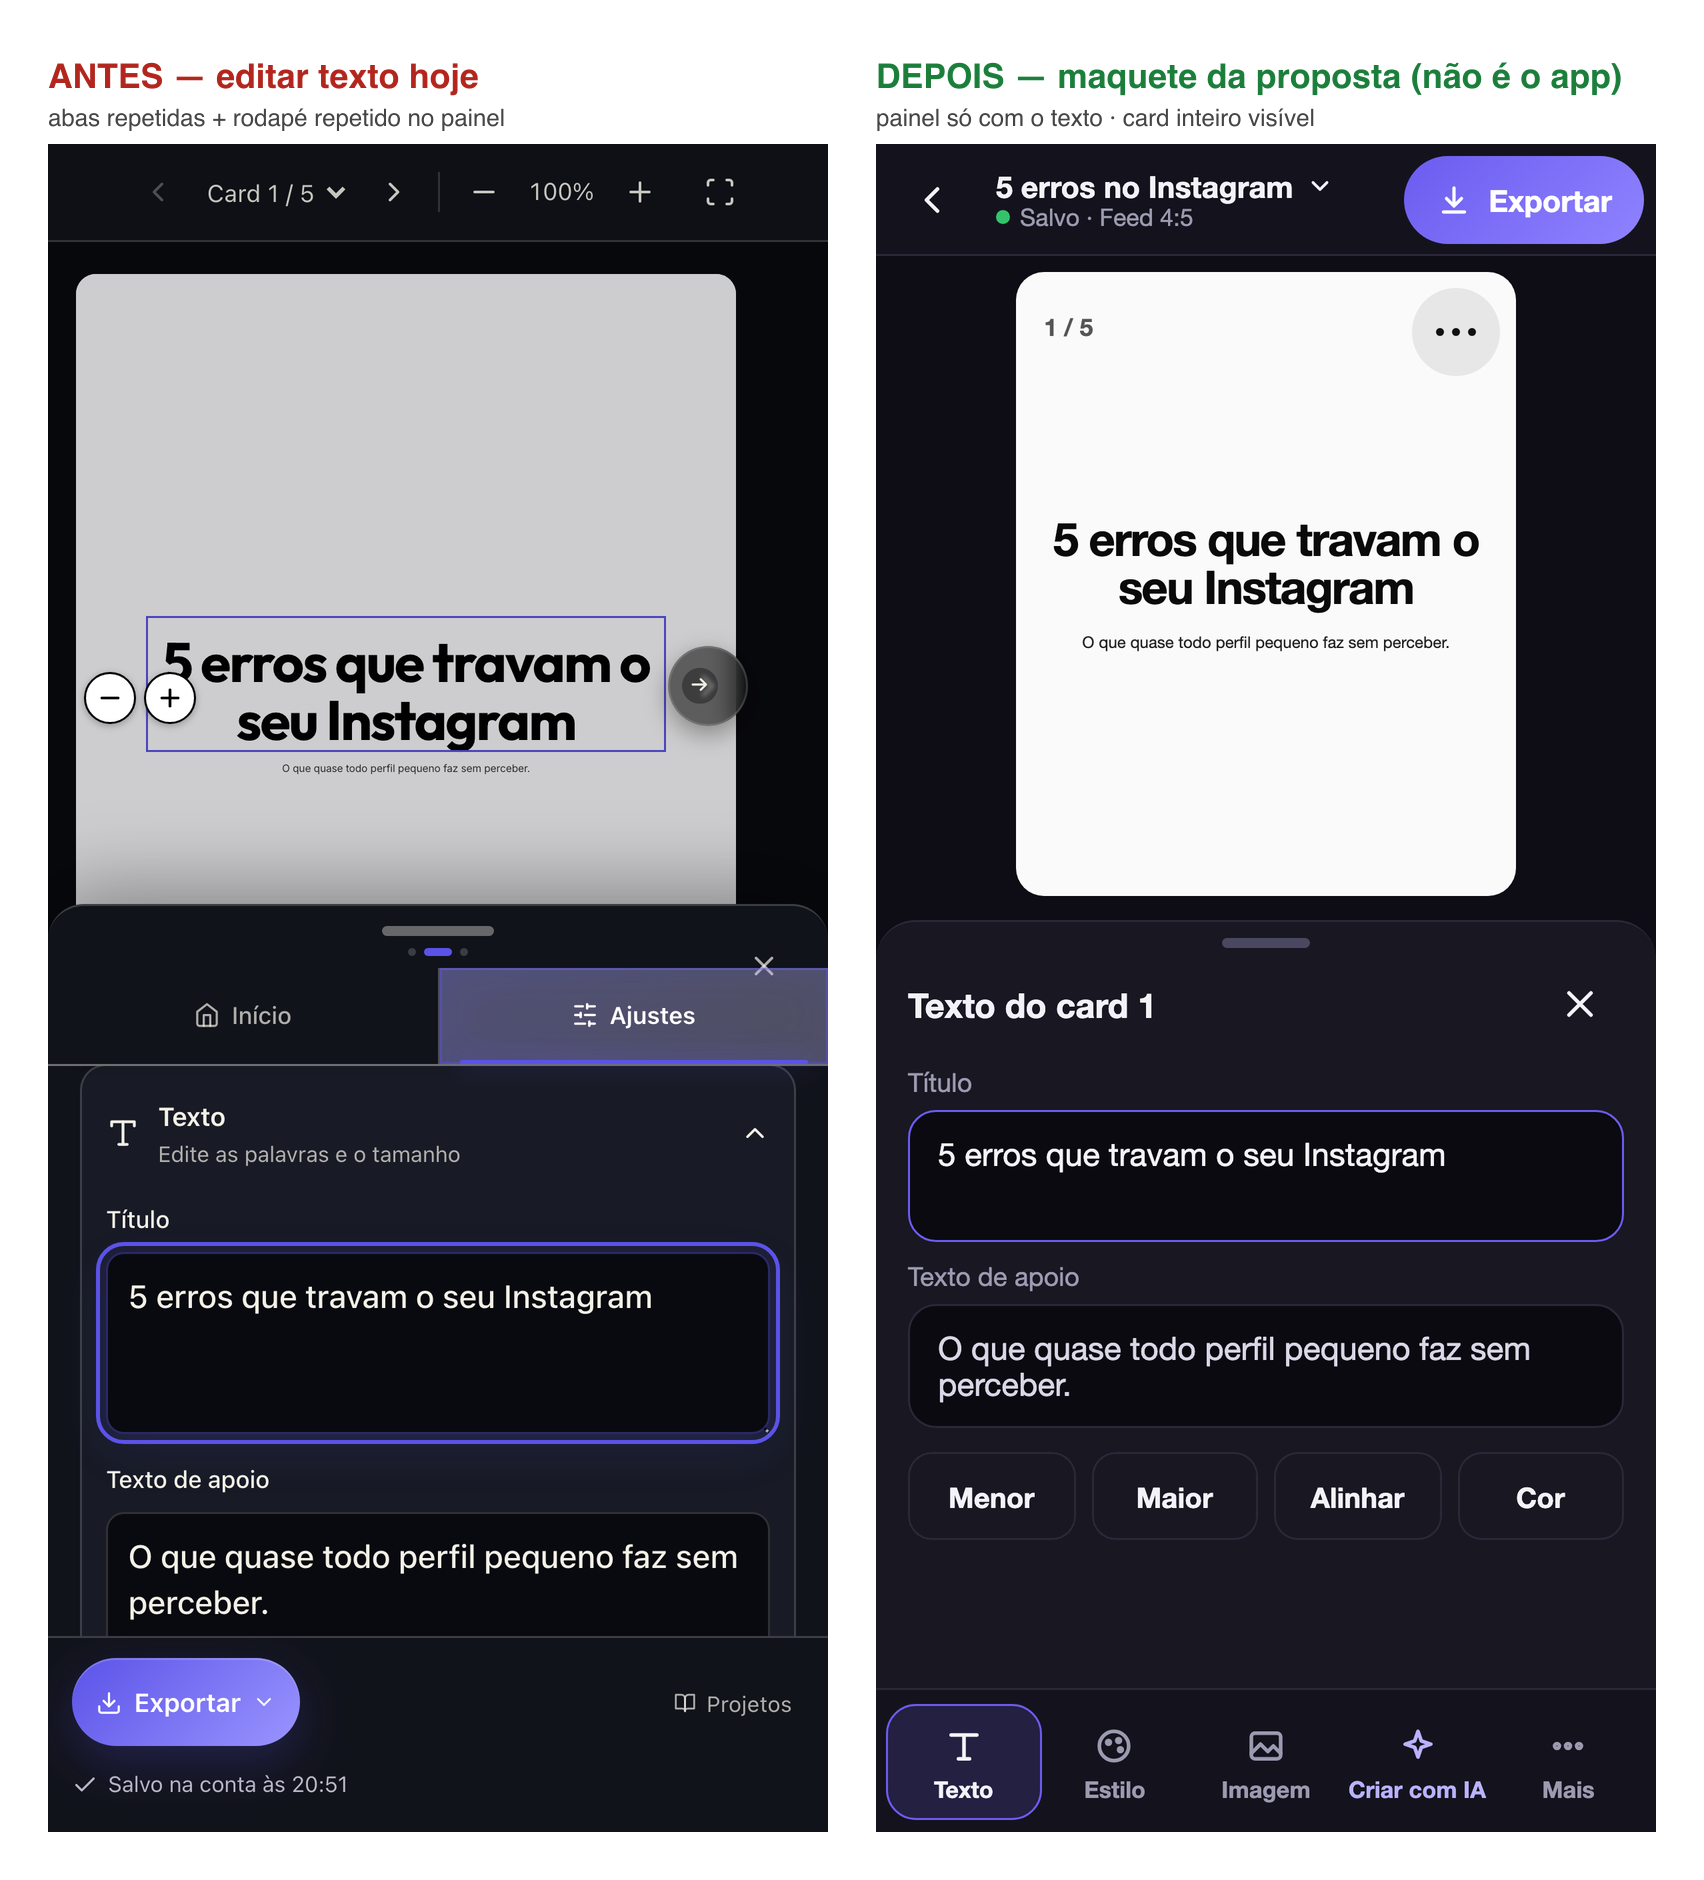 ANTES — editar texto hoje
abas repetidas + rodapé repetido no painel
Card 1 / 5
100%
5 erros que travam o
seu Instagram
O que quase todo perfil pequeno faz sem perceber.
Início
Ajustes
Texto
Edite as palavras e o tamanho
Título
5 erros que travam o seu Instagram
Texto de apoio
O que quase todo perfil pequeno faz sem
perceber.
Exportar
Projetos
Salvo na conta às 20:51
DEPOIS — maquete da proposta (não é o app)
painel só com o texto · card inteiro visível
5 erros no Instagram
Salvo · Feed 4:5
Exportar
1 / 5
5 erros que travam o
seu Instagram
O que quase todo perfil pequeno faz sem perceber.
Texto do card 1
Título
5 erros que travam o seu Instagram
Texto de apoio
O que quase todo perfil pequeno faz sem
perceber.
Menor
Maior
Alinhar
Cor
Texto
Estilo
Imagem
Criar com IA
Mais